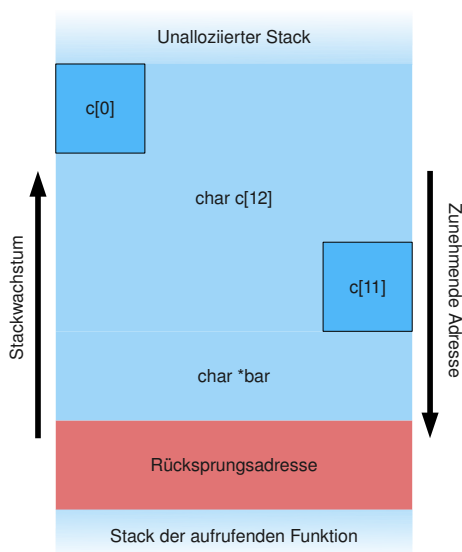 Unalloziierter Stack
c[0]
char c[12]
Stackwachstum
Zunehmende Adresse
c[11]
char *bar
Rücksprungsadresse
Stack der aufrufenden Funktion